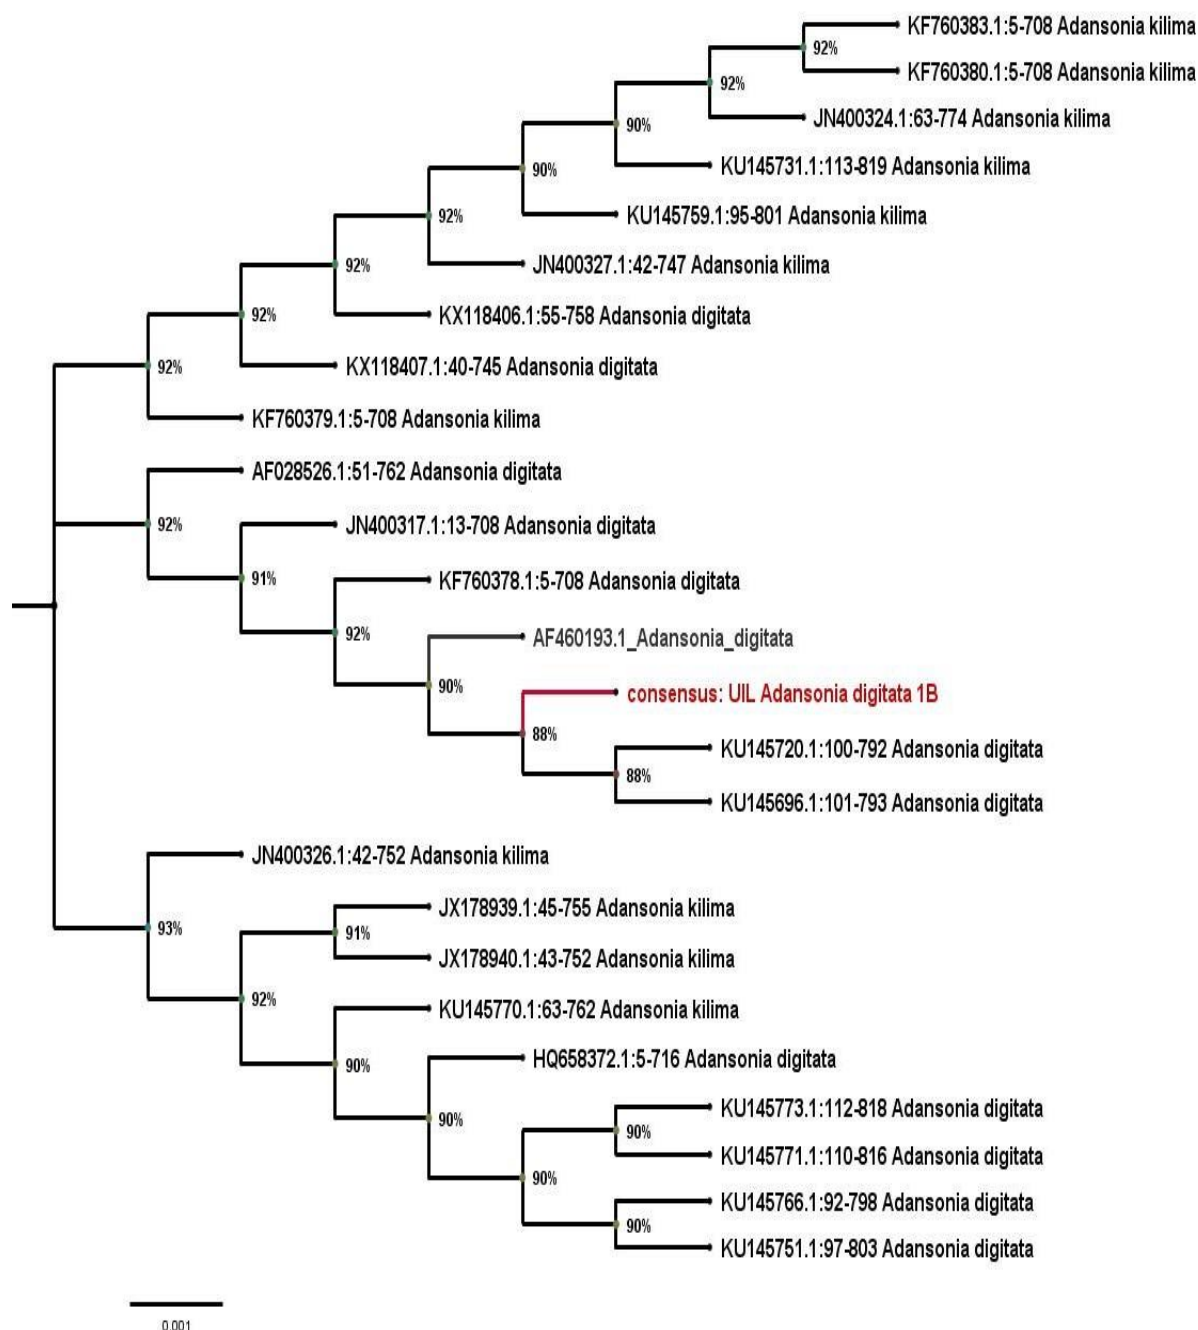 KF760383.1:5-708 Adansonia kilima
92%
KF760380.1:5-708 Adansonia kilima
92%
JN400324.1:63-774 Adansonia kilima
90%
KU145731.1:113-819 Adansonia kilima
90%
KU145759.1:95-801 Adansonia kilima
92%
JN400327.1:42-747 Adansonia kilima
92%
KX118406.1:55-758 Adansonia digitata
92%
KX118407.1:40-745 Adansonia digitata
92%
KF760379.1:5-708 Adansonia kilima
AF028526.1:51-762 Adansonia digitata
92%
JN400317.1:13-708 Adansonia digitata
91%
KF760378.1:5-708 Adansonia digitata
92%
AF460193.1_Adansonia_digitata
90%
consensus: UIL Adansonia digitata 1B
88%
KU145720.1:100-792 Adansonia digitata
88%
KU145696.1:101-793 Adansonia digitata
JN400326.1:42-752 Adansonia kilima
93%
JX178939.1:45-755 Adansonia kilima
91%
JX178940.1:43-752 Adansonia kilima
92%
KU145770.1:63-762 Adansonia kilima
90%
HQ658372.1:5-716 Adansonia digitata
90%
KU145773.1:112-818 Adansonia digitata
90%
KU145771.1:110-816 Adansonia digitata
90%
KU145766.1:92-798 Adansonia digitata
90%
KU145751.1:97-803 Adansonia digitata
0.001